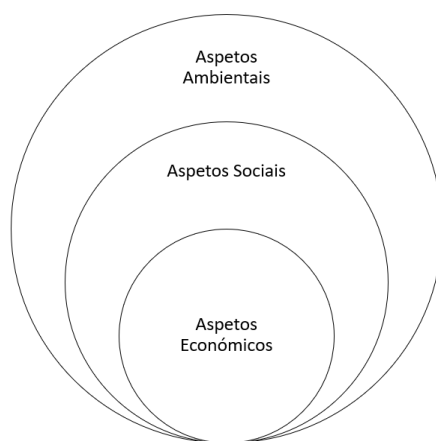 Aspetos
Ambientais
Aspetos Sociais
Aspetos
Económicos